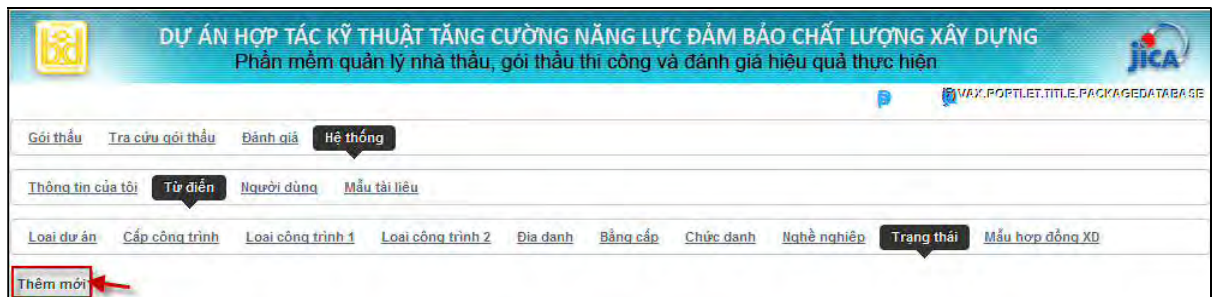 bxd
DỰ ÁN HỢP TÁC KỸ THUẬT TĂNG CƯỜNG NĂNG LỰC ĐẢM BẢO CHẤT LƯỢNG XÂY DỰNG
Phần mềm quản lý nhà thầu, gói thầu thi công và đánh giá hiệu quả thực hiện
jICA
VAX.PORTLET.TITLE.PACKAGEDATABASE
Gói thầu Tra cứu gói thầu Đánh giá Hệ thống
Thông tin của tôi Từ điển Người dùng Mẫu tài liệu
Loại dự án Cấp công trình Loại công trình 1 Loại công trình 2 Địa danh Bằng cấp Chức danh Nghề nghiệp Trạng thái Mẫu hợp đồng XD
Thêm mới